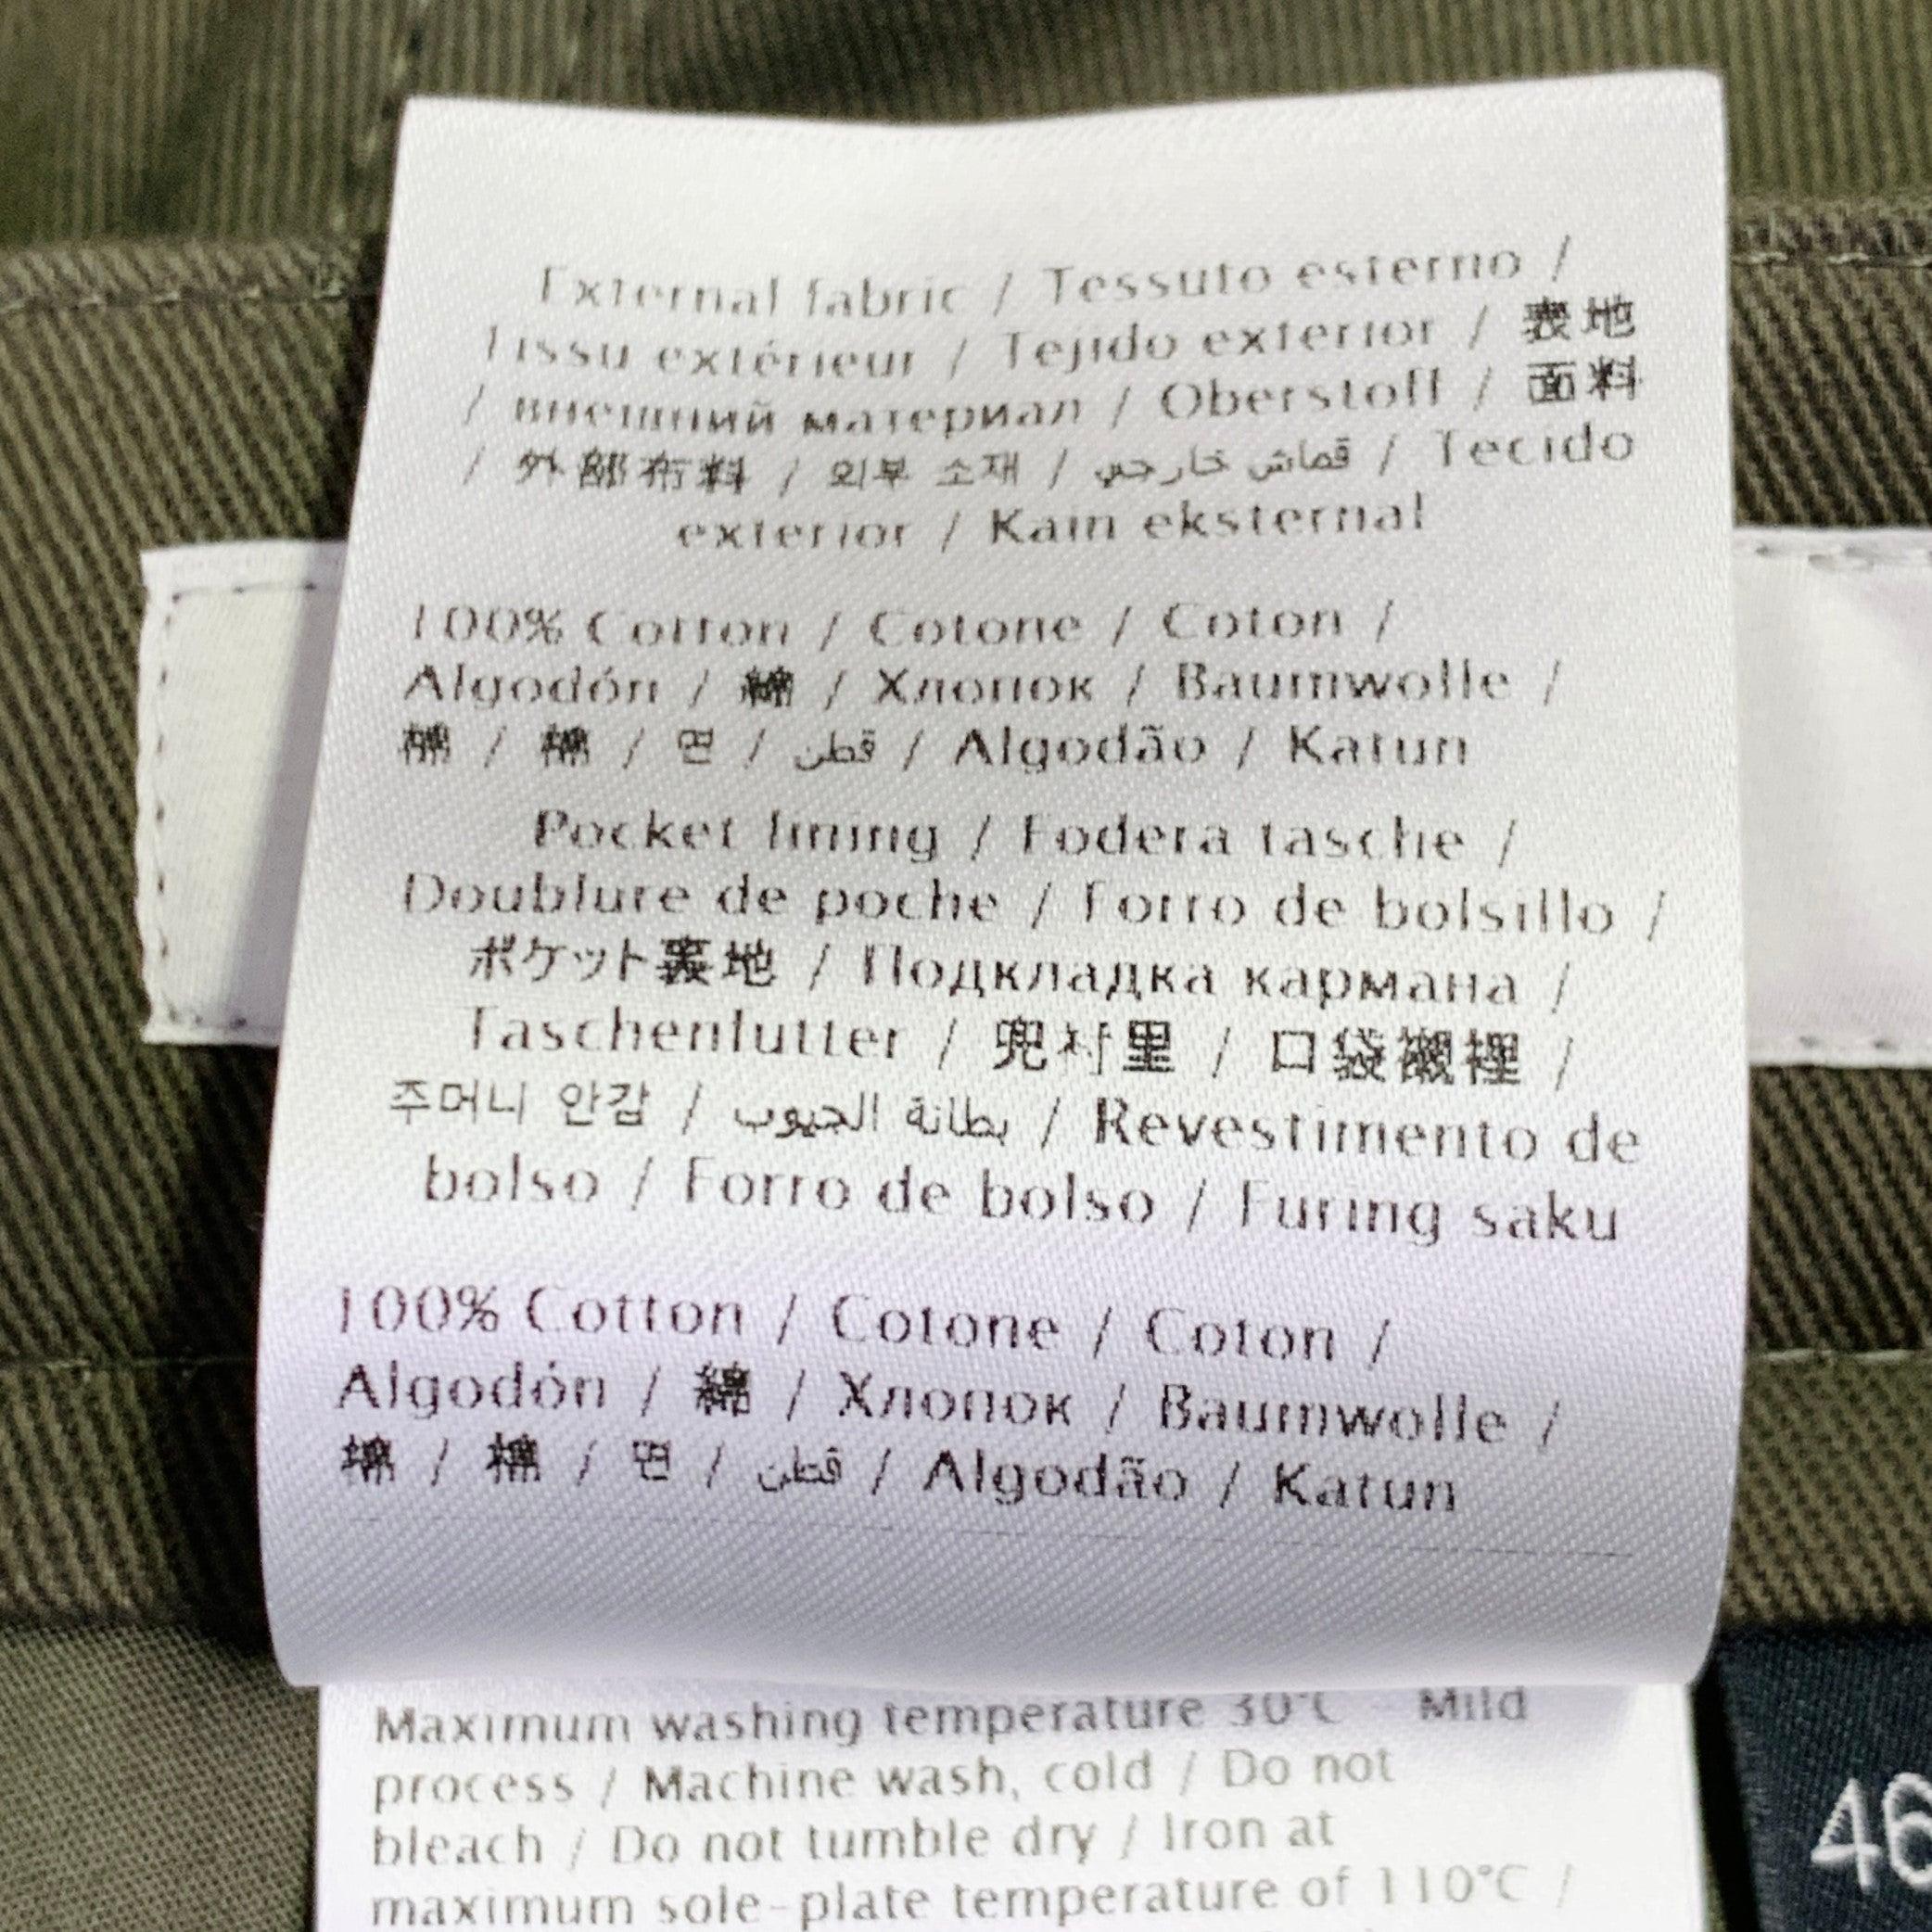 External fabric / Tessuto esterno /
Tissu extérieur / Tejido exterior / 表地
/ внешний материал / Oberstoff / 面料
/ 外部布料 / 외부 소재 / قماش خارجي / Tecido
exterior / Kain eksternal
100% Cotton / Cotone / Coton /
Algodón / 綿 / Хлопок / Baumwolle /
棉 / 棉 / 면 / قطن / Algodão / Katun
Pocket lining / Fodera tasche /
Doublure de poche / Forro de bolsillo /
ポケット裏地 / Подкладка кармана /
Taschenfutter / 兜衬里 / 口袋襯裡 /
주머니 안감 / بطانة الجيوب / Revestimento de
bolso / Forro de bolso / Furing saku
100% Cotton / Cotone / Coton /
Algodón / 綿 / Хлопок / Baumwolle /
棉 / 棉 / 면 / قطن / Algodão / Katun
Maximum washing temperature 30°C - Mild
process / Machine wash, cold / Do not
bleach / Do not tumble dry / Iron at
maximum sole-plate temperature of 110°C /
46